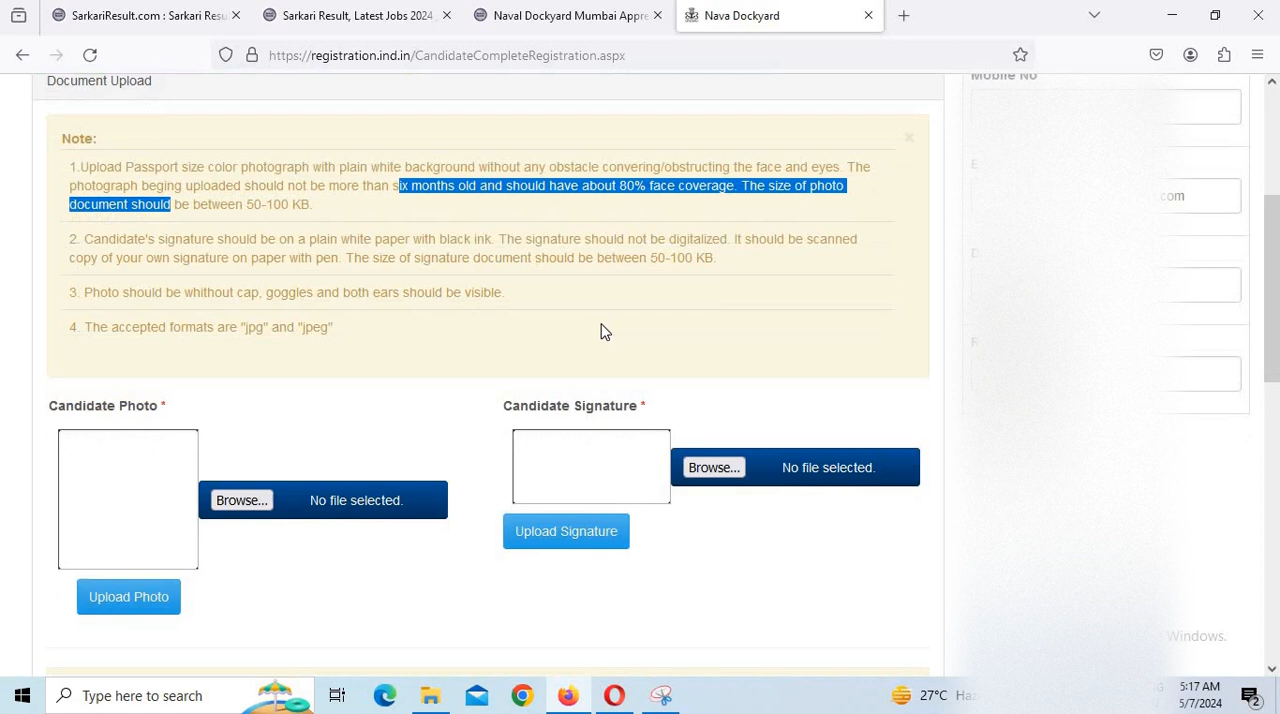 SarkariResult.com : Sarkari Resu
Sarkari Result, Latest Jobs 2024
Naval Dockyard Mumbai Appre
Nava Dockyard
https://registration.ind.in/CandidateCompleteRegistration.aspx
Document Upload
Mobile No
Note:
1.Upload Passport size color photograph with plain white background without any obstacle convering/obstructing the face and eyes. The
photograph beging uploaded should not be more than six months old and should have about 80% face coverage. The size of photo
document should be between 50-100 KB.
com
2. Candidate's signature should be on a plain white paper with black ink. The signature should not be digitalized. It should be scanned
copy of your own signature on paper with pen. The size of signature document should be between 50-100 KB.
3. Photo should be whithout cap, goggles and both ears should be visible.
4. The accepted formats are "jpg" and "jpeg"
Candidate Photo *
Candidate Signature *
Browse... No file selected.
Browse... No file selected.
Upload Signature
Upload Photo
Windows.
Type here to search
27°C
5:17 AM
5/7/2024
2